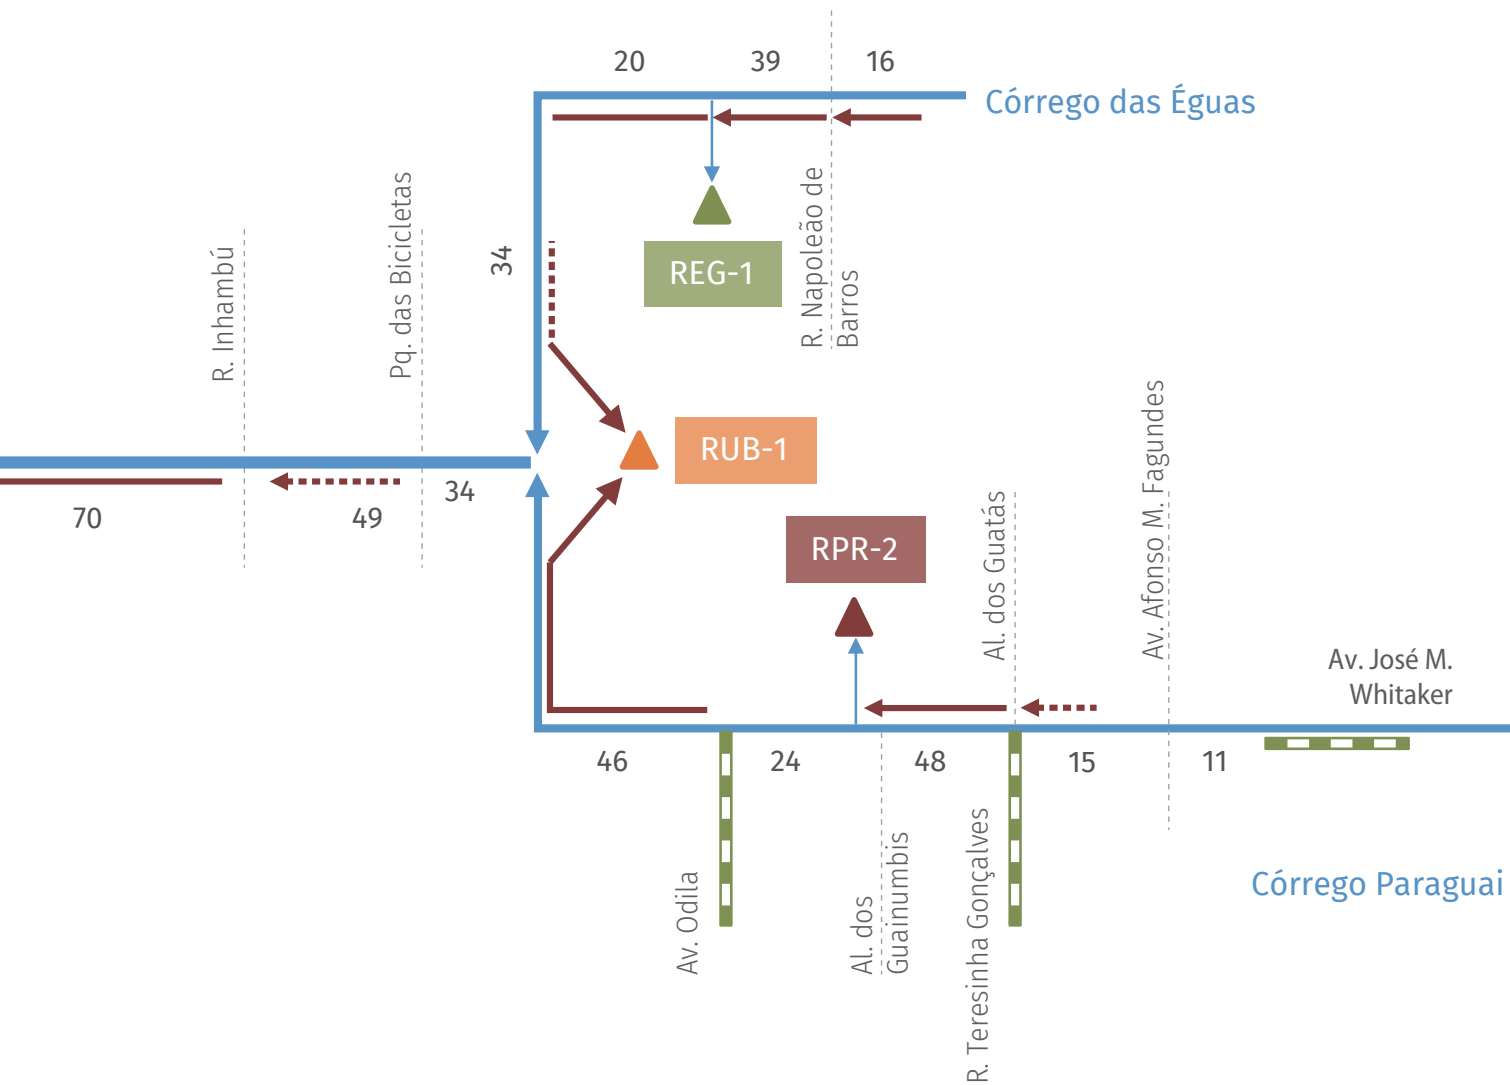 20
39
16
Córrego das Éguas
R. Napoleão de
Barros
REG-1
34
Pq. das Bicicletas
R. Inhambú
RUB-1
34
70
49
RPR-2
Al. dos Guatás
Av. Afonso M. Fagundes
Av. José M.
Whitaker
46
24
48
15
11
Av. Odila
Al. dos
Guainumbis
R. Teresinha Gonçalves
Córrego Paraguai